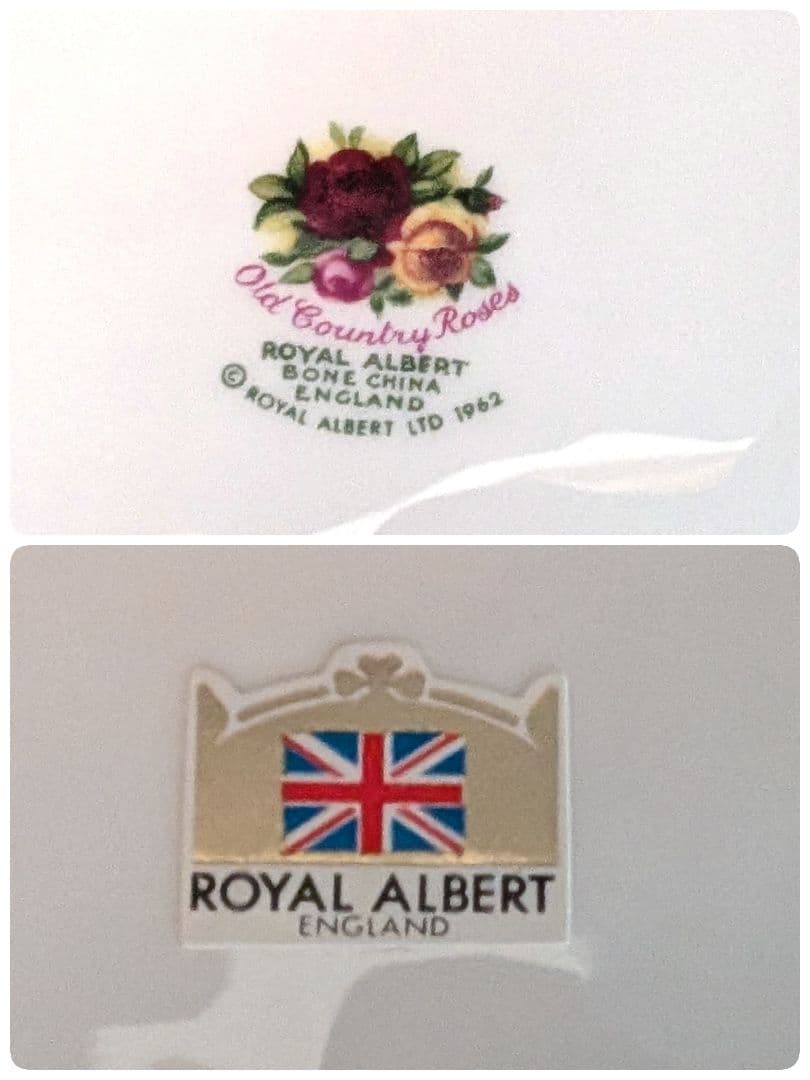 Old Country Roses
ROYAL ALBERT
BONE CHINA
ENGLAND
© ROYAL ALBERT LTD 1962
ROYAL ALBERT
ENGLAND